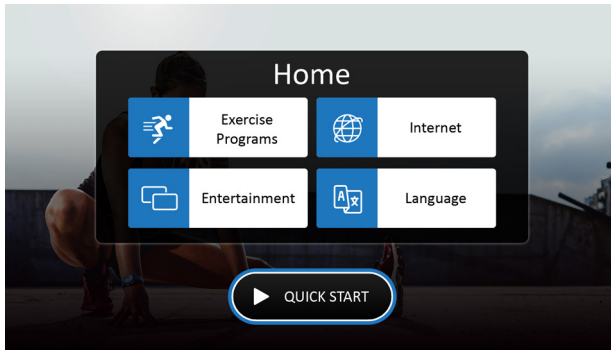 Home
Exercise
Programs
Internet
Entertainment
A
Language
QUICK START